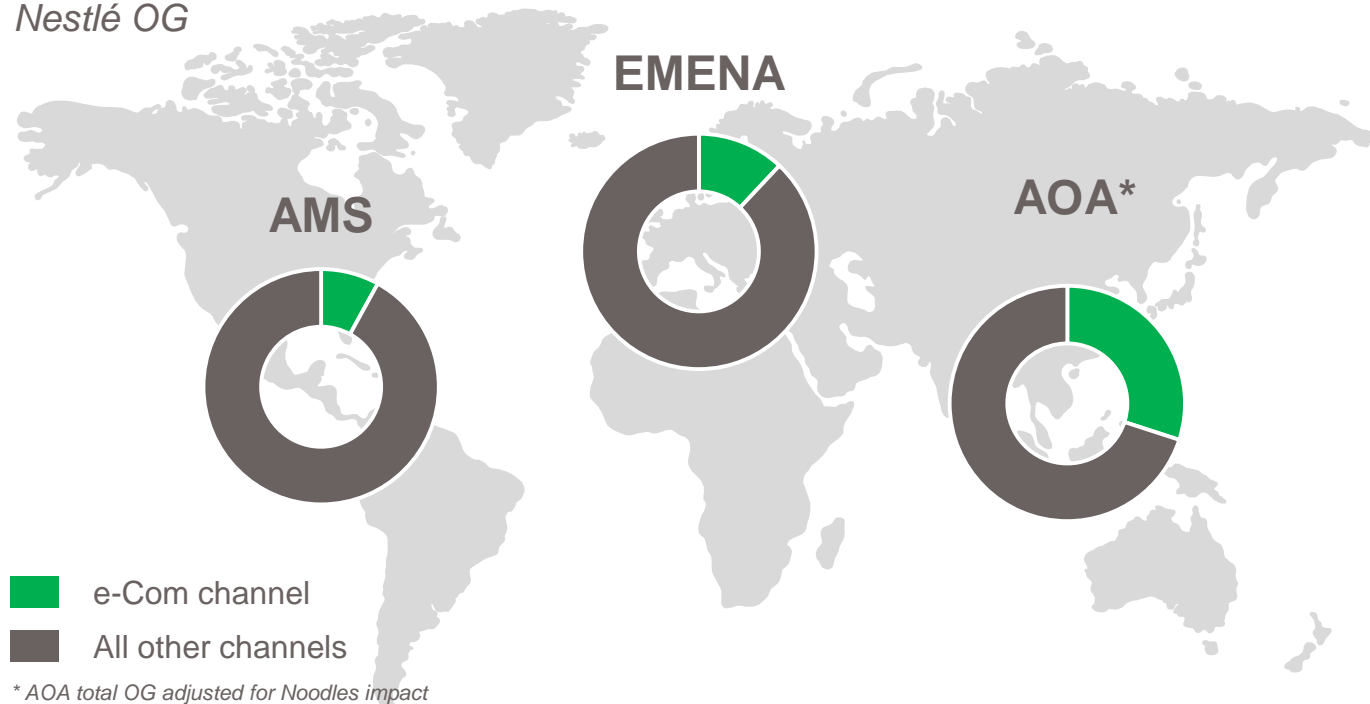 Nestlé OG
EMENA
AMS
AOA*
e-Com channel
All other channels
* AOA total OG adjusted for Noodles impact